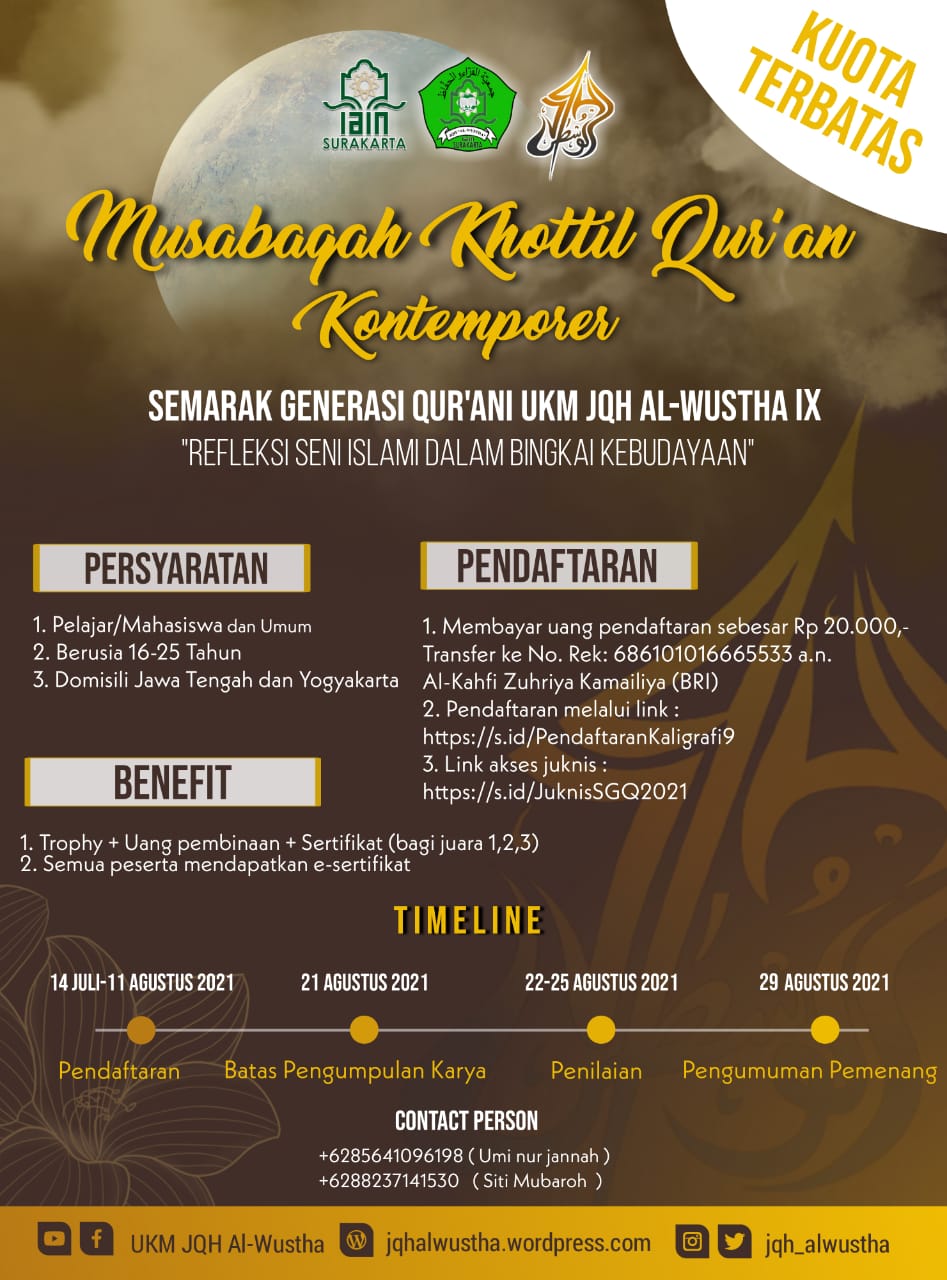 KUOTA
TERBATAS
iain
SURAKARTA
جمعية القراء والحفاظ
SURAKARTA
Musabaqah Khottil Qur'an
Kontemporer
SEMARAK GENERASI QUR'ANI UKM JQH AL-WUSTHA IX
"REFLEKSI SENI ISLAMI DALAM BINGKAI KEBUDAYAAN"
PERSYARATAN
1. Pelajar/Mahasiswa dan Umum
2. Berusia 16-25 Tahun
3. Domisili Jawa Tengah dan Yogyakarta
PENDAFTARAN
1. Membayar uang pendaftaran sebesar Rp 20.000,-
Transfer ke No. Rek: 686101016665533 a.n.
Al-Kahfi Zuhriya Kamailiya (BRI)
2. Pendaftaran melalui link :
https://s.id/PendaftaranKaligrafi9
3. Link akses juknis :
https://s.id/JuknisSGQ2021
BENEFIT
1. Trophy + Uang pembinaan + Sertifikat (bagi juara 1,2,3)
2. Semua peserta mendapatkan e-sertifikat
TIMELINE
14 JULI-11 AGUSTUS 2021
21 AGUSTUS 2021
22-25 AGUSTUS 2021
29 AGUSTUS 2021
Pendaftaran
Batas Pengumpulan Karya
Penilaian
Pengumuman Pemenang
CONTACT PERSON
+6285641096198 ( Umi nur jannah )
+6288237141530 ( Siti Mubaroh )
UKM JQH Al-Wustha
jqhalwustha.wordpress.com
jqh_alwustha